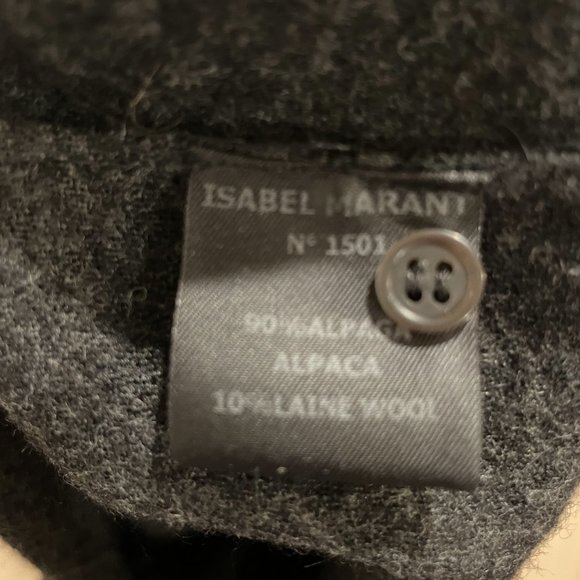 ISABEL MARANT
N° 1501
90%ALPAGA
ALPACA
10%LAINE WOOL